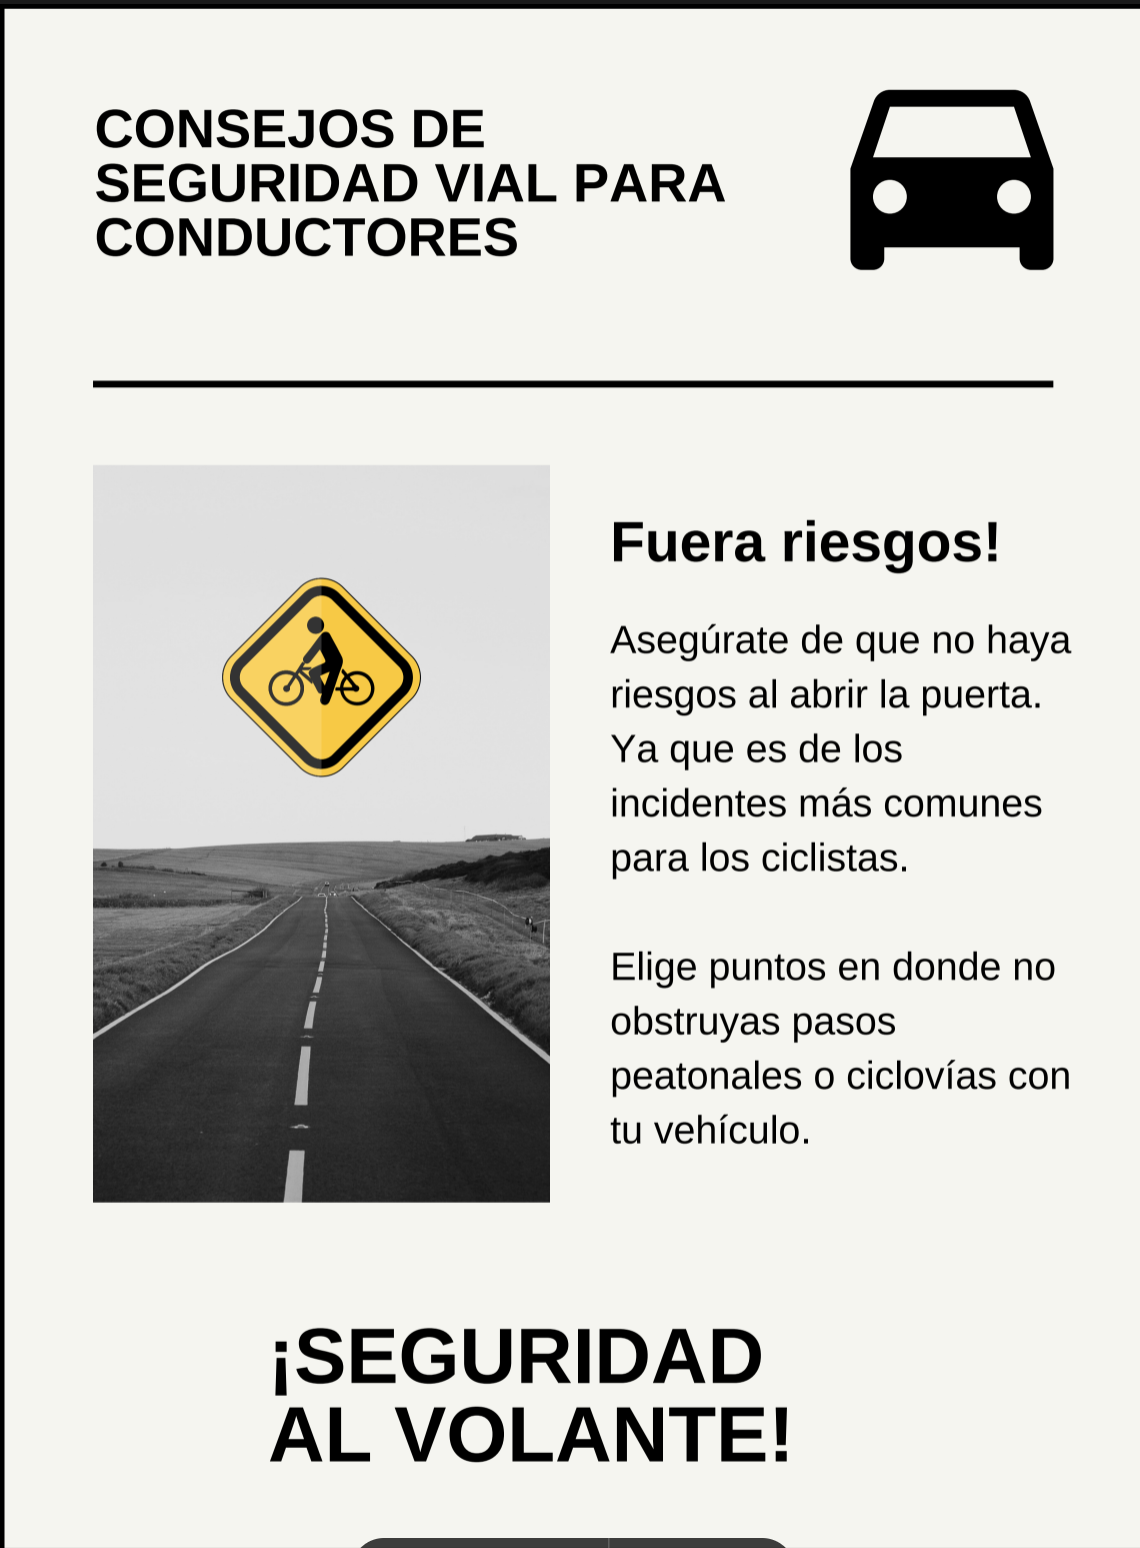 CONSEJOS DE
SEGURIDAD VIAL PARA
CONDUCTORES
Fuera riesgos!
Asegúrate de que no haya
riesgos al abrir la puerta.
Ya que es de los
incidentes más comunes
para los ciclistas.
Elige puntos en donde no
obstruyas pasos
peatonales o ciclovías con
tu vehículo.
¡SEGURIDAD
AL VOLANTE!